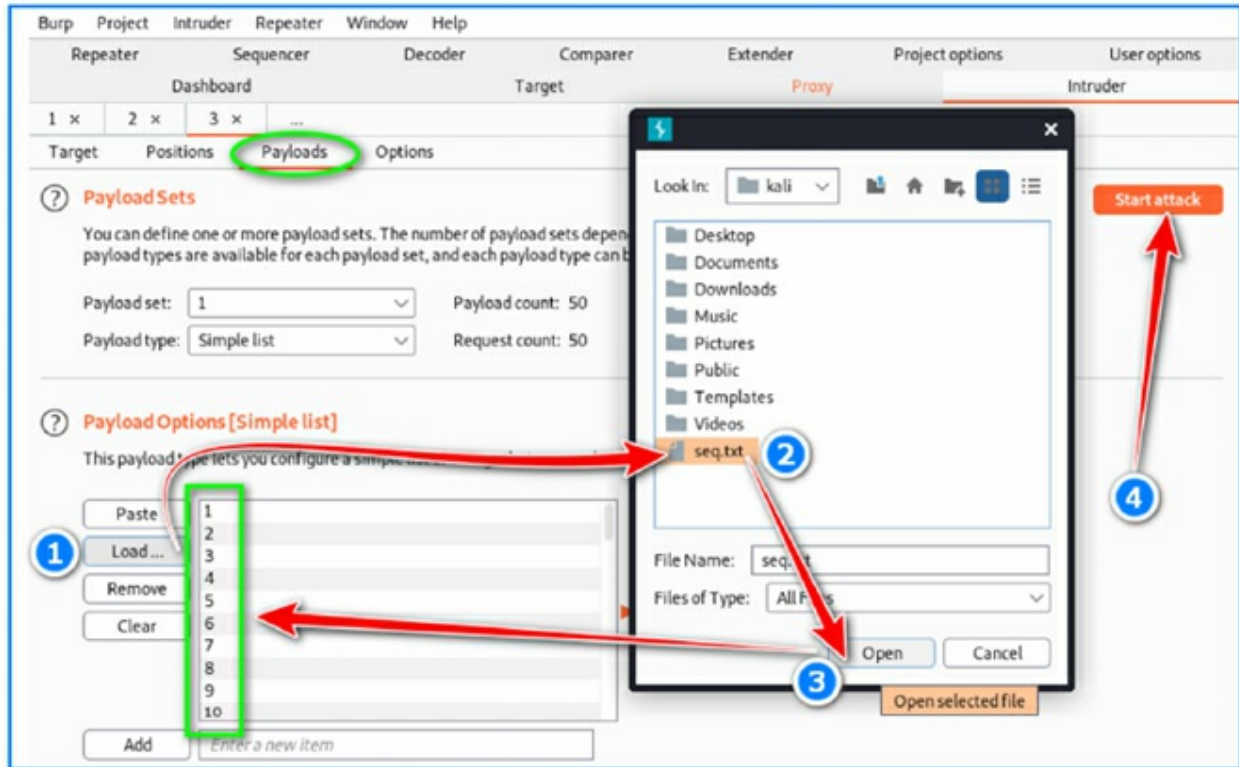 Burp Project Intruder Repeater Window Help
Repeater Sequencer Decoder Comparer Extender Project options User options
Dashboard Target Proxy Intruder
1 × 2 × 3 × ...
Target Positions Payloads Options
? Payload Sets
You can define one or more payload sets. The number of payload sets
payload types are available for each payload set, and each payload type can
Payload set: 1 Payload count: 50
Payload type: Simple list Request count: 50
? Payload Options [Simple list]
This payload lets you configure a
Paste
1 Load ...
Remove
Clear
1
2
3
4
5
6
7
8
9
10
Add Enter a new item
×
Look In: kali
Desktop
Documents
Downloads
Music
Pictures
Public
Templates
Videos
seq.txt 2
File Name:
Files of Type: All
3 Open Cancel
Open selected file
Start attack
4